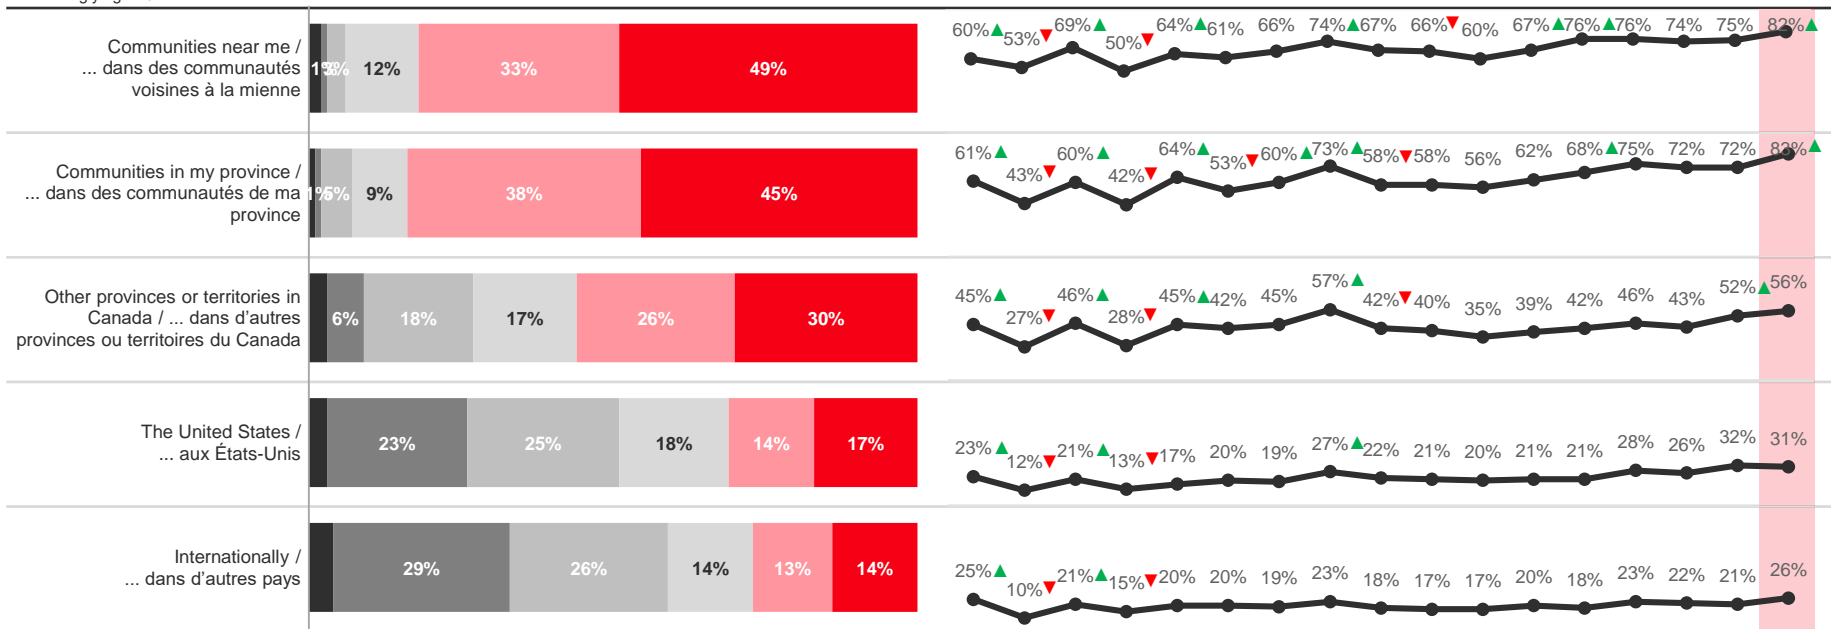 Communities near me /
... dans des communautés
voisines à la mienne
1% 3% 12% 33% 49%
60% 53% 69% 50% 64% 61% 66% 74% 67% 66% 60% 67% 76% 76% 74% 75% 82%
Communities in my province /
... dans des communautés de ma
province
1% 5% 9% 38% 45%
61% 43% 60% 42% 64% 53% 60% 73% 58% 58% 56% 62% 68% 75% 72% 72% 83%
Other provinces or territories in
Canada / ... dans d'autres
provinces ou territoires du Canada
6% 18% 17% 26% 30%
45% 27% 46% 28% 45% 42% 45% 57% 42% 40% 35% 39% 42% 46% 43% 52% 56%
The United States /
... aux États-Unis
23% 25% 18% 14% 17%
23% 12% 21% 13% 17% 20% 19% 27% 22% 21% 20% 21% 21% 28% 26% 32% 31%
Internationally /
... dans d'autres pays
29% 26% 14% 13% 14%
25% 10% 21% 15% 20% 20% 19% 23% 18% 17% 17% 20% 18% 23% 22% 21% 26%